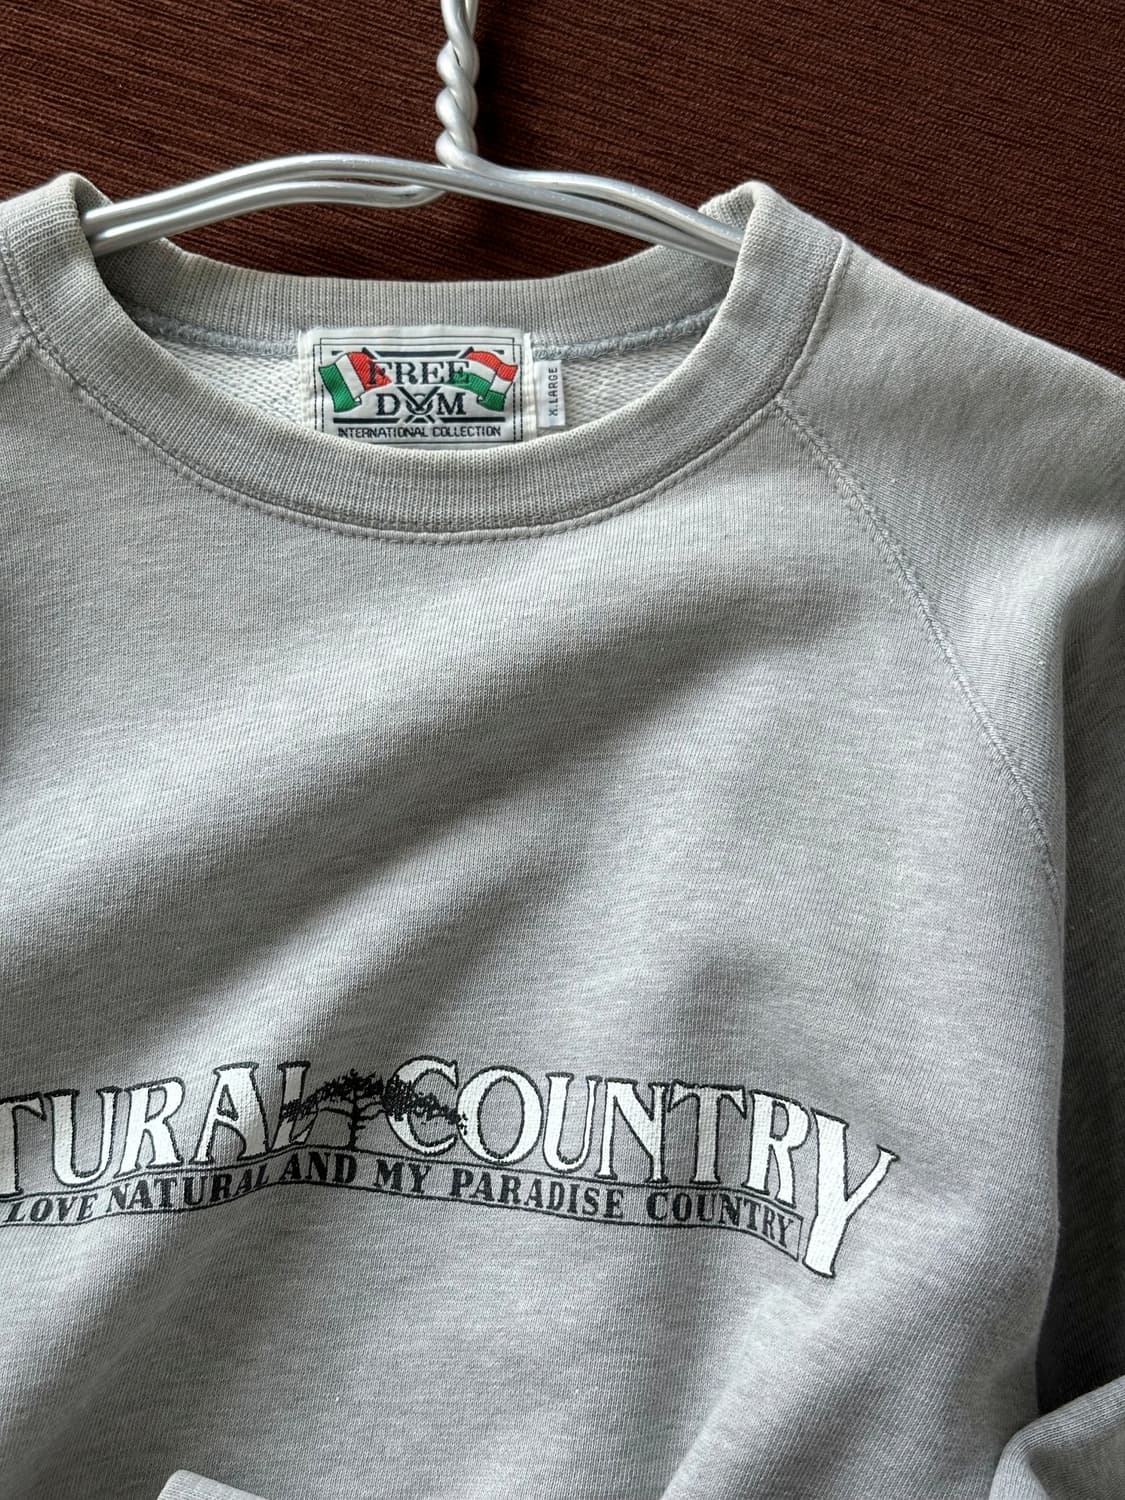 FREE
DOM
INTERNATIONAL COLLECTION
X.LARGE
TURAL COUNTRY
LOVE NATURAL AND MY PARADISE COUNTRY